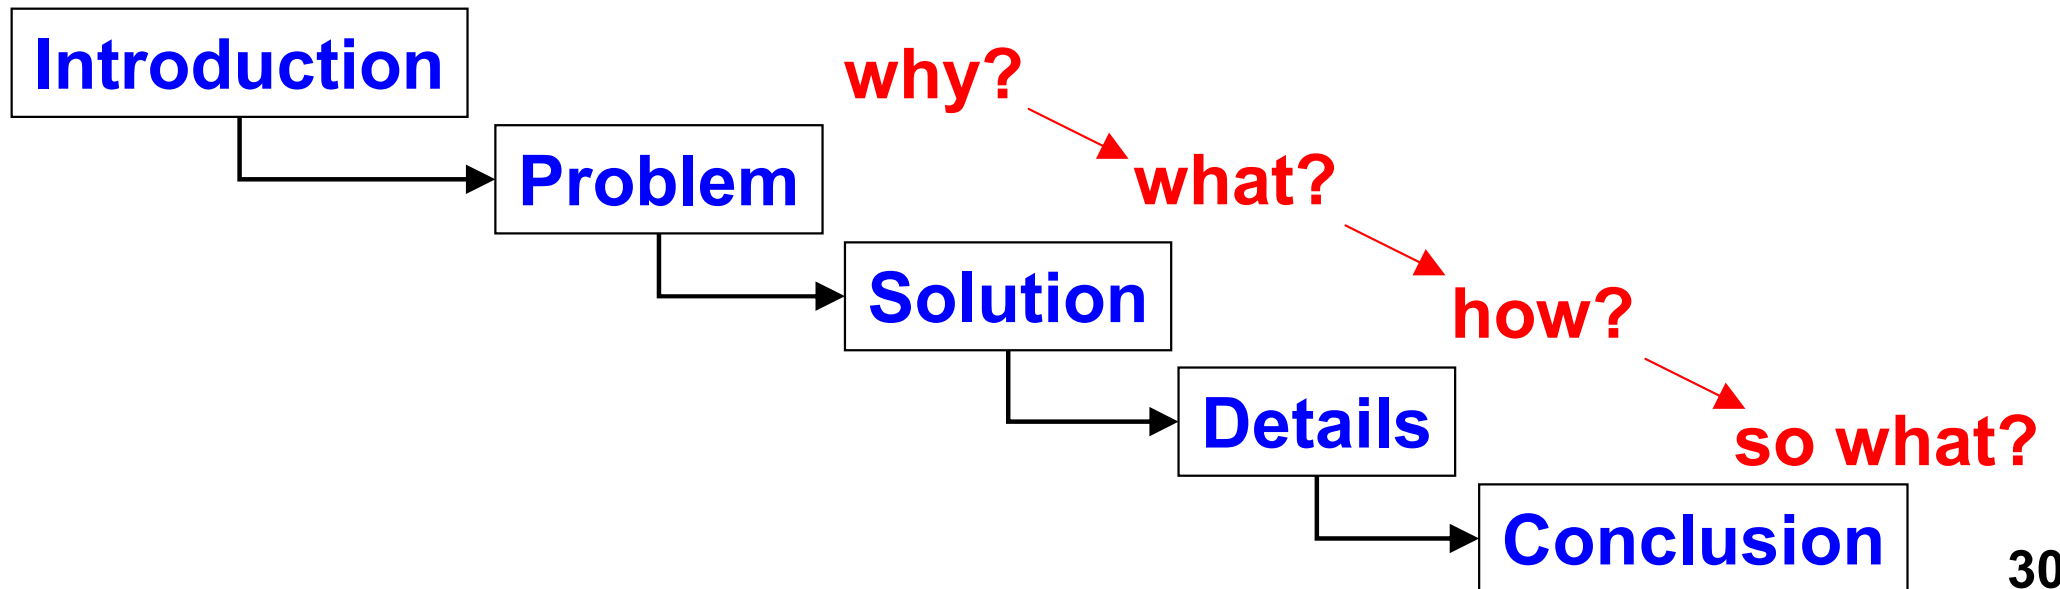 Introduction
why?
Problem
what?
Solution
how?
Details
so what?
Conclusion
30